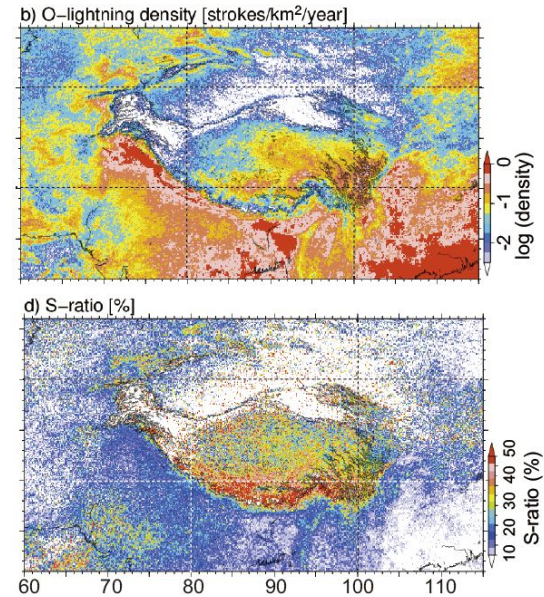 b) O–lightning density [strokes/km²/year]
0
-1
-2
log (density)
d) S-ratio [%]
50
40
30
20
10
S-ratio (%)
60 70 80 90 100 110